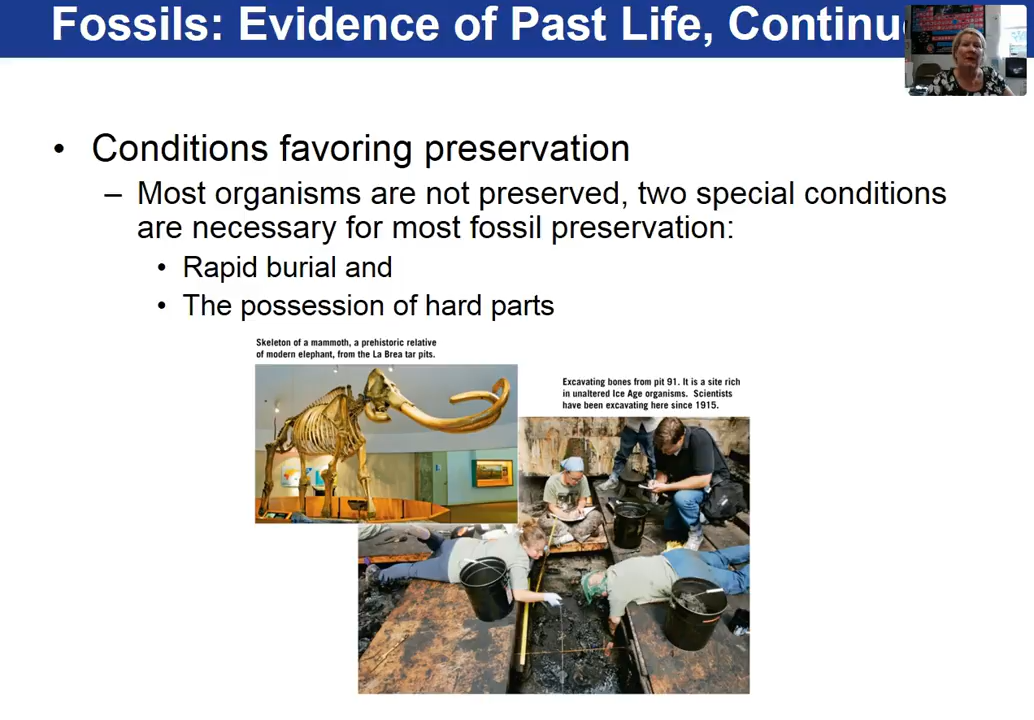 Fossils: Evidence of Past Life, Continu
• Conditions favoring preservation
– Most organisms are not preserved, two special conditions
are necessary for most fossil preservation:
• Rapid burial and
• The possession of hard parts
Skeleton of a mammoth, a prehistoric relative
of modern elephant, from the La Brea tar pits.
Excavating bones from pit 91. It is a site rich
in unaltered Ice Age organisms. Scientists
have been excavating here since 1915.